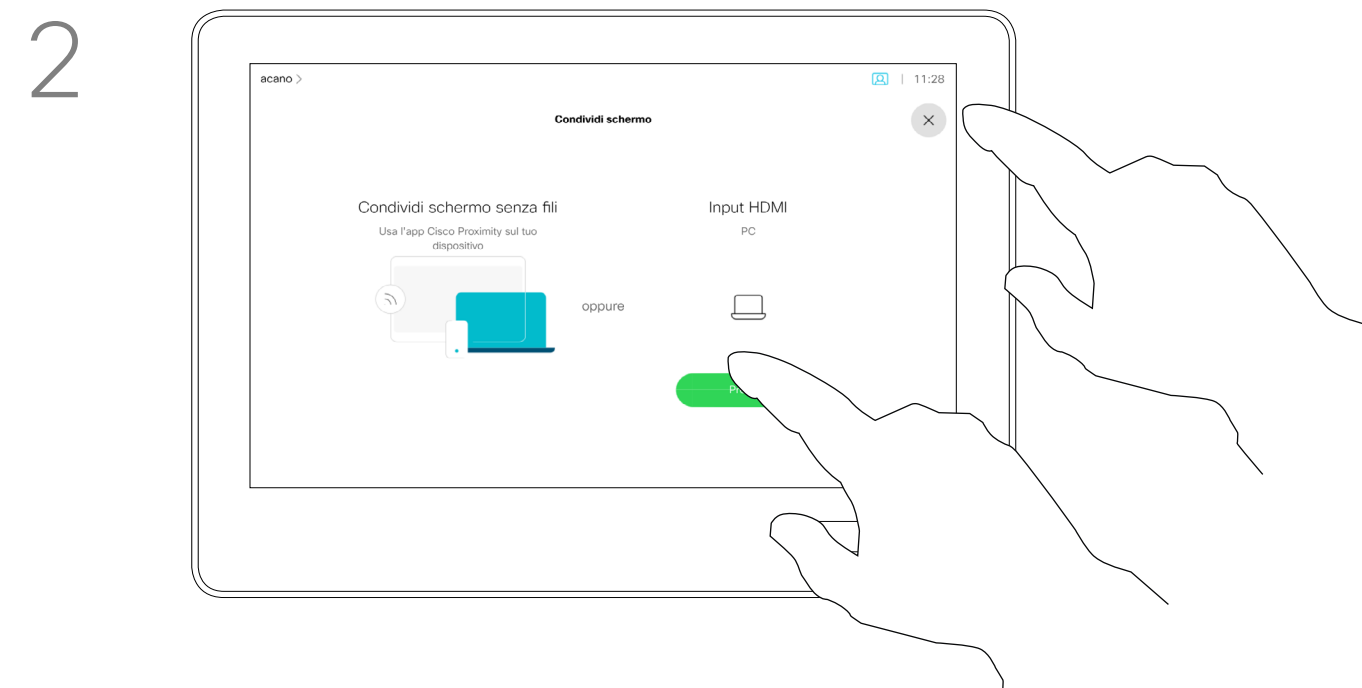 2
acano >
| 11:28
Condividi schermo
Condividi schermo senza fili
Usa l'app Cisco Proximity sul tuo
dispositivo
oppure
Input HDMI
PC